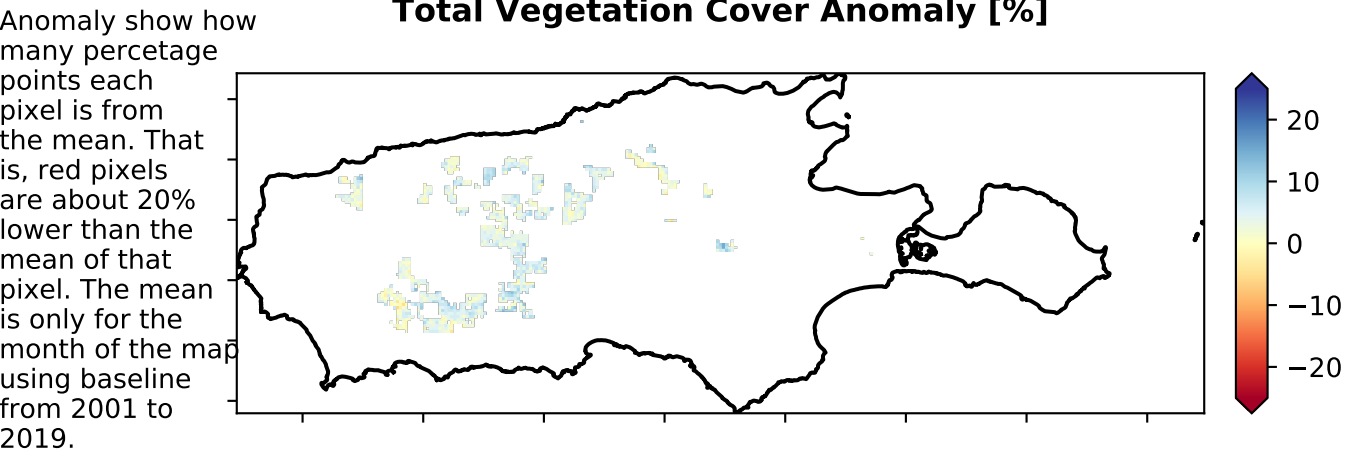 Total Vegetation Cover Anomaly [%]
Anomaly show how
many percetage
points each
pixel is from
the mean. That
is, red pixels
are about 20%
lower than the
mean of that
pixel. The mean
is only for the
month of the map
using baseline
from 2001 to
2019.
20
10
0
−10
−20